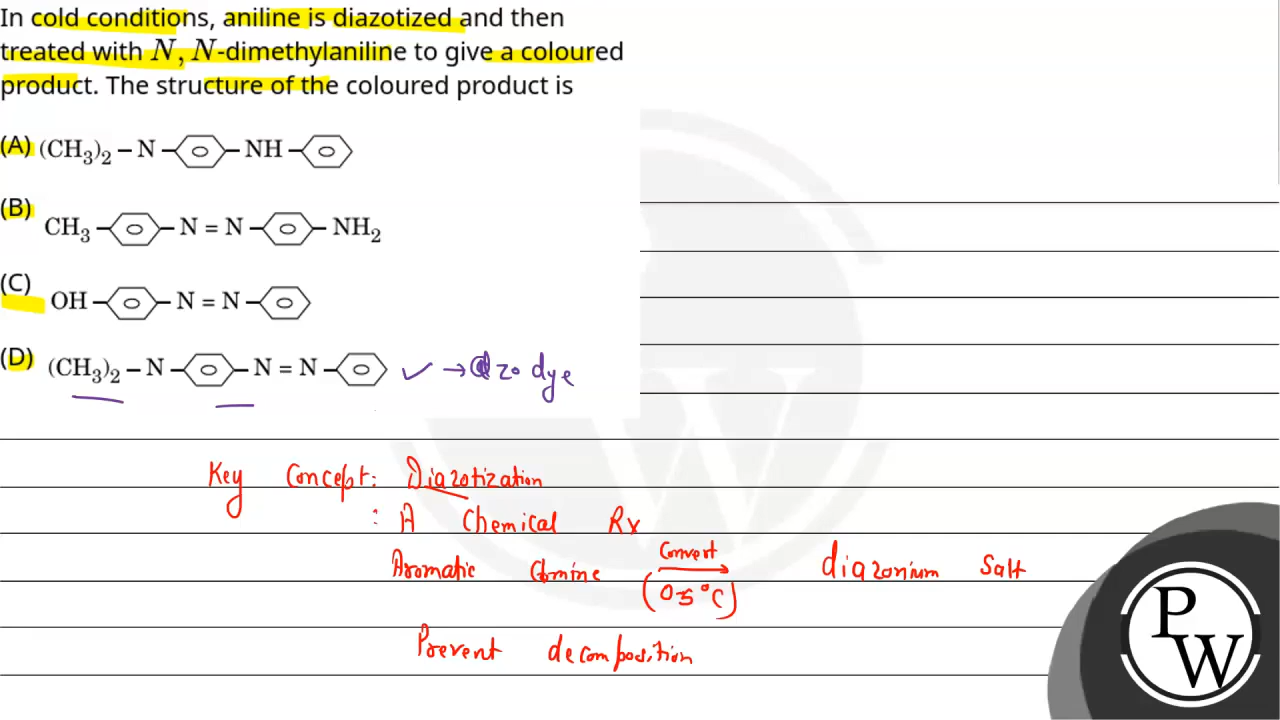 In cold conditions, aniline is diazotized and then
treated with N, N-dimethylaniline to give a coloured
product. The structure of the coloured product is
(A) (CH₃)₂ – N – – NH –
(B) CH₃ – – N = N – – NH₂
(C) OH – – N = N –
(D) (CH₃)₂ – N – – N = N – ✓ → azo dye
Key Concept: Diazotization
: A Chemical Rx
Aromatic amine Convert (05°C) diazonium Salt
Prevent decomposition
P
W